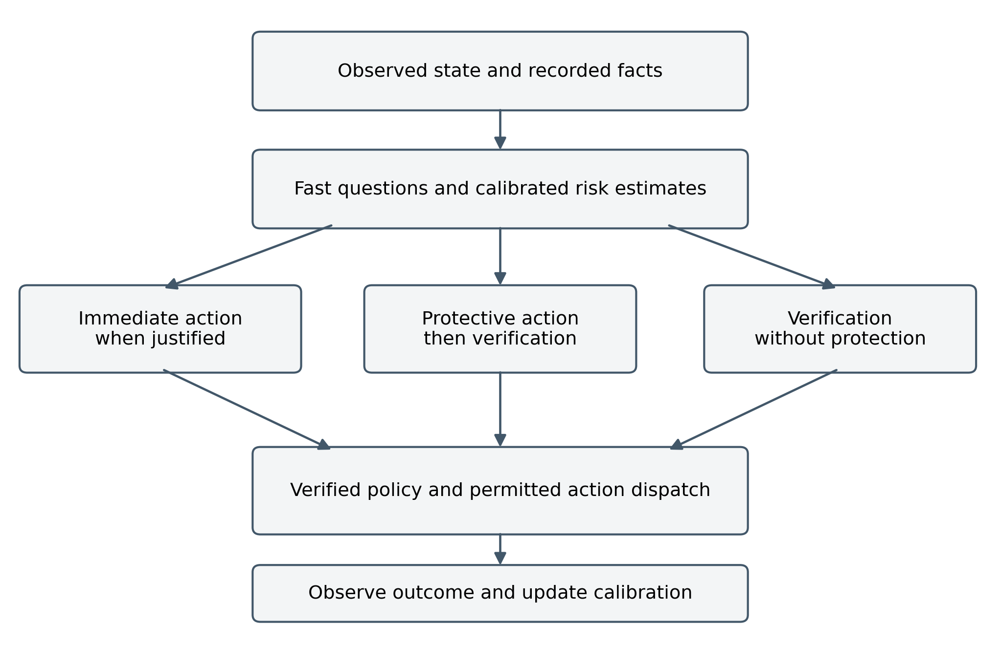 Observed state and recorded facts
Fast questions and calibrated risk estimates
Immediate action
when justified
Protective action
then verification
Verification
without protection
Verified policy and permitted action dispatch
Observe outcome and update calibration